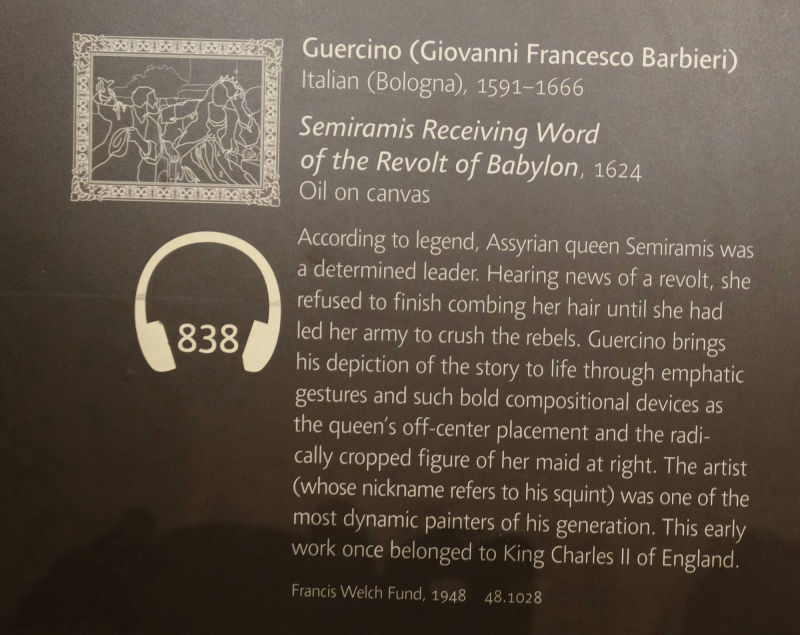 Guercino (Giovanni Francesco Barbieri)
Italian (Bologna), 1591–1666
Semiramis Receiving Word
of the Revolt of Babylon, 1624
Oil on canvas
838
According to legend, Assyrian queen Semiramis was
a determined leader. Hearing news of a revolt, she
refused to finish combing her hair until she had
led her army to crush the rebels. Guercino brings
his depiction of the story to life through emphatic
gestures and such bold compositional devices as
the queen's off-center placement and the radi-
cally cropped figure of her maid at right. The artist
(whose nickname refers to his squint) was one of the
most dynamic painters of his generation. This early
work once belonged to King Charles II of England.
Francis Welch Fund, 1948 48.1028